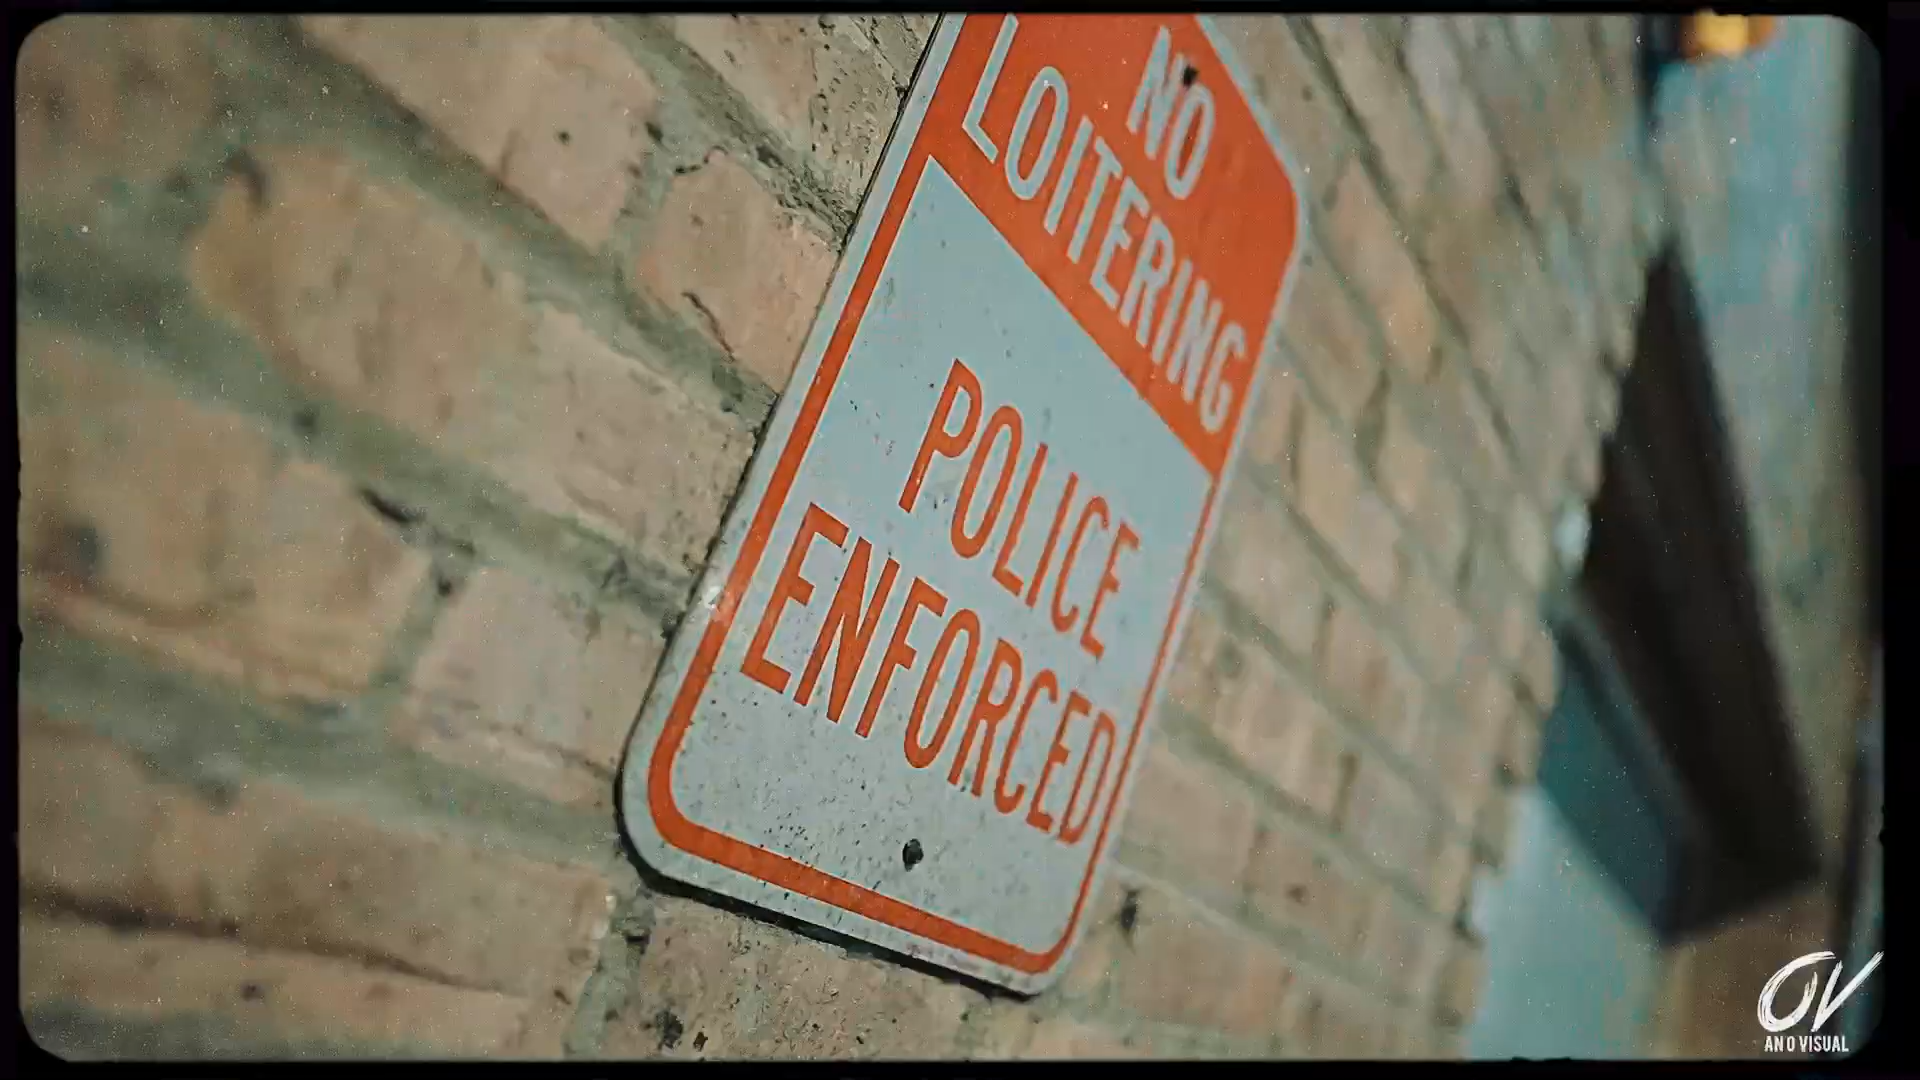 NO
LOITERING
POLICE
ENFORCED
OV
AN O VISUAL